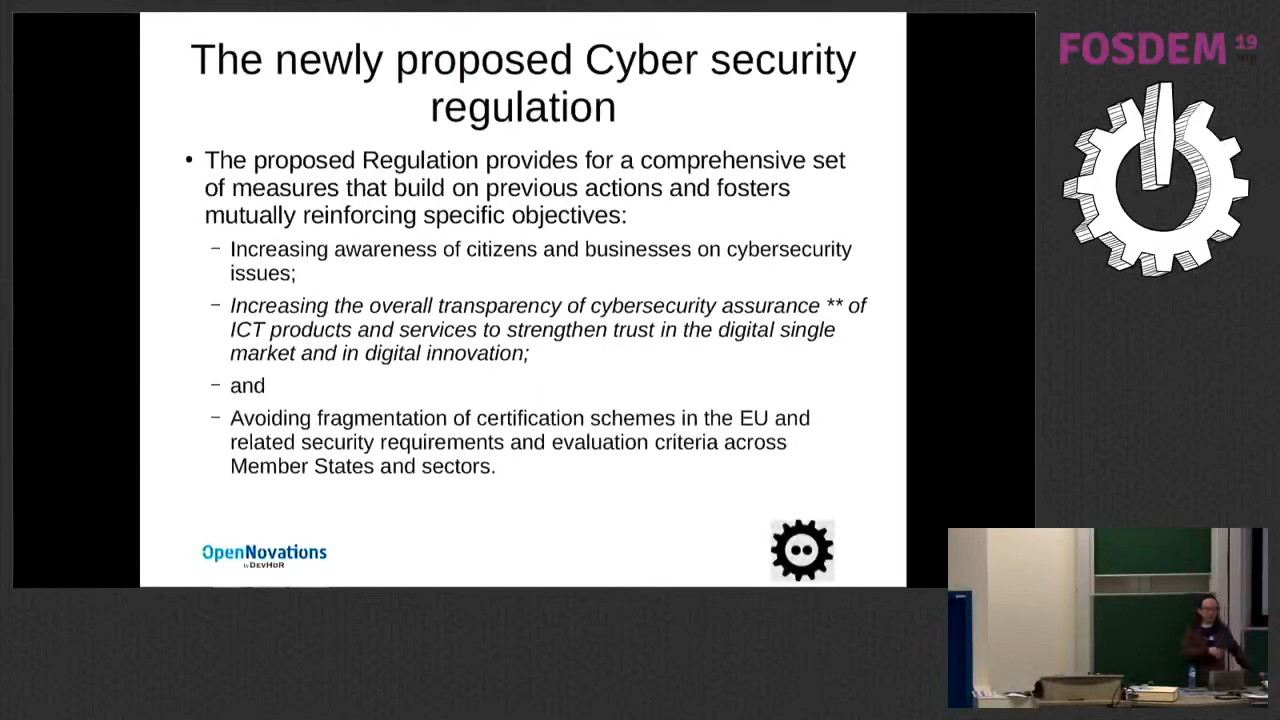 The newly proposed Cyber security
regulation
• The proposed Regulation provides for a comprehensive set
of measures that build on previous actions and fosters
mutually reinforcing specific objectives:
– Increasing awareness of citizens and businesses on cybersecurity
issues;
– Increasing the overall transparency of cybersecurity assurance ** of
ICT products and services to strengthen trust in the digital single
market and in digital innovation;
– and
– Avoiding fragmentation of certification schemes in the EU and
related security requirements and evaluation criteria across
Member States and sectors.
OpenNovations
by DEVHOR
FOSDEM 19